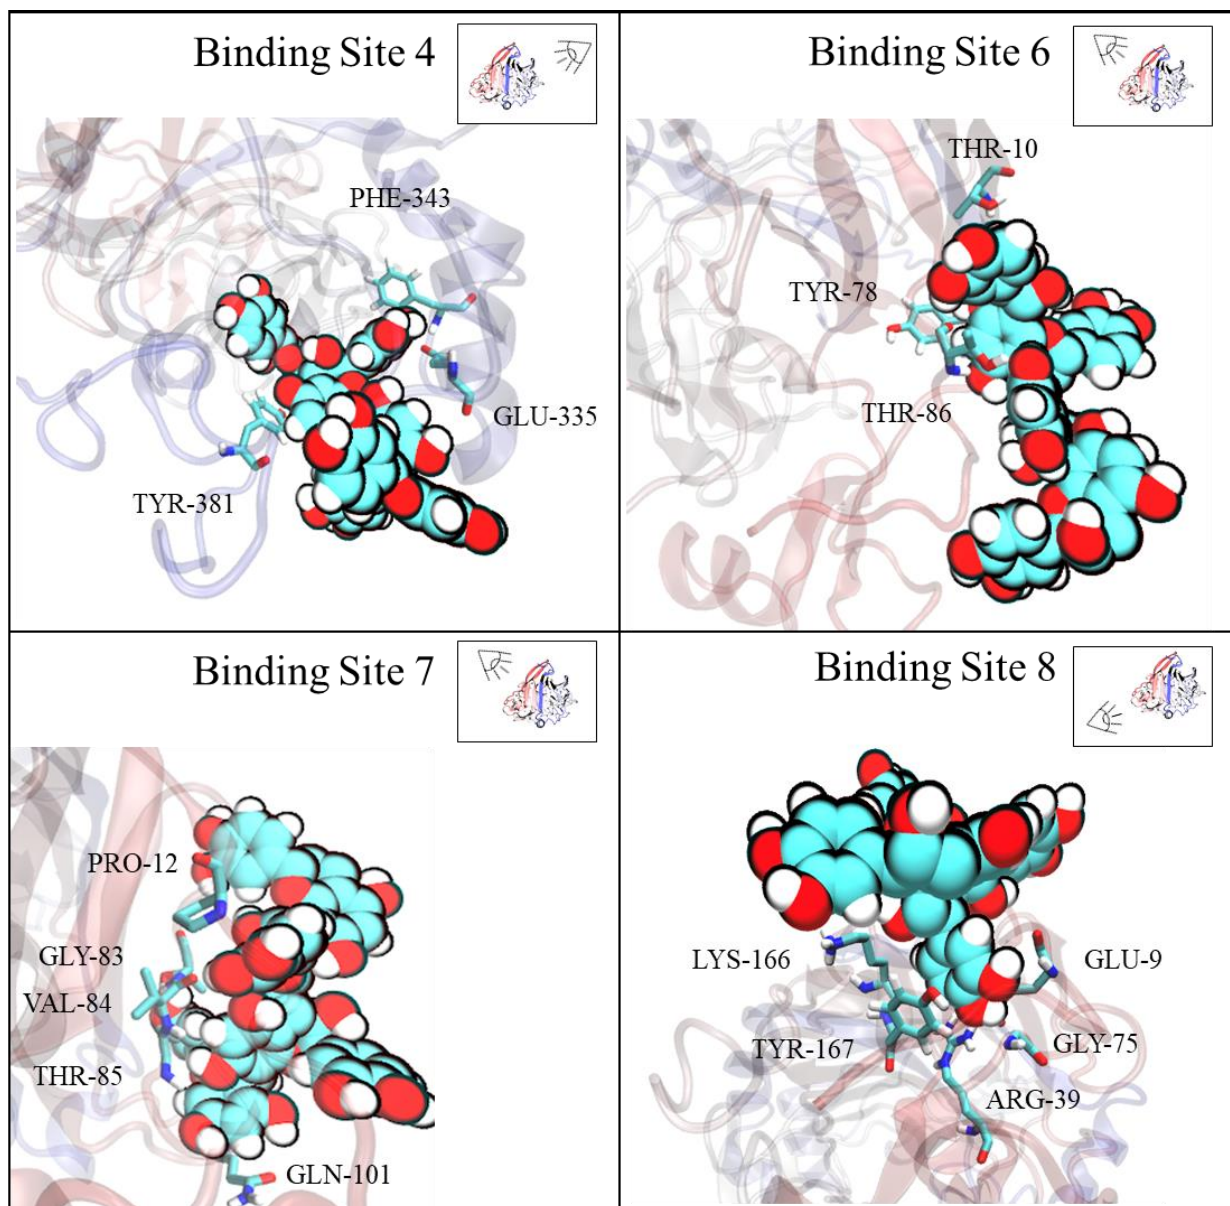 Binding Site 4
PHE-343
GLU-335
TYR-381
Binding Site 6
THR-10
TYR-78
THR-86
Binding Site 7
PRO-12
GLY-83
VAL-84
THR-85
GLN-101
Binding Site 8
LYS-166
GLU-9
TYR-167
GLY-75
ARG-39